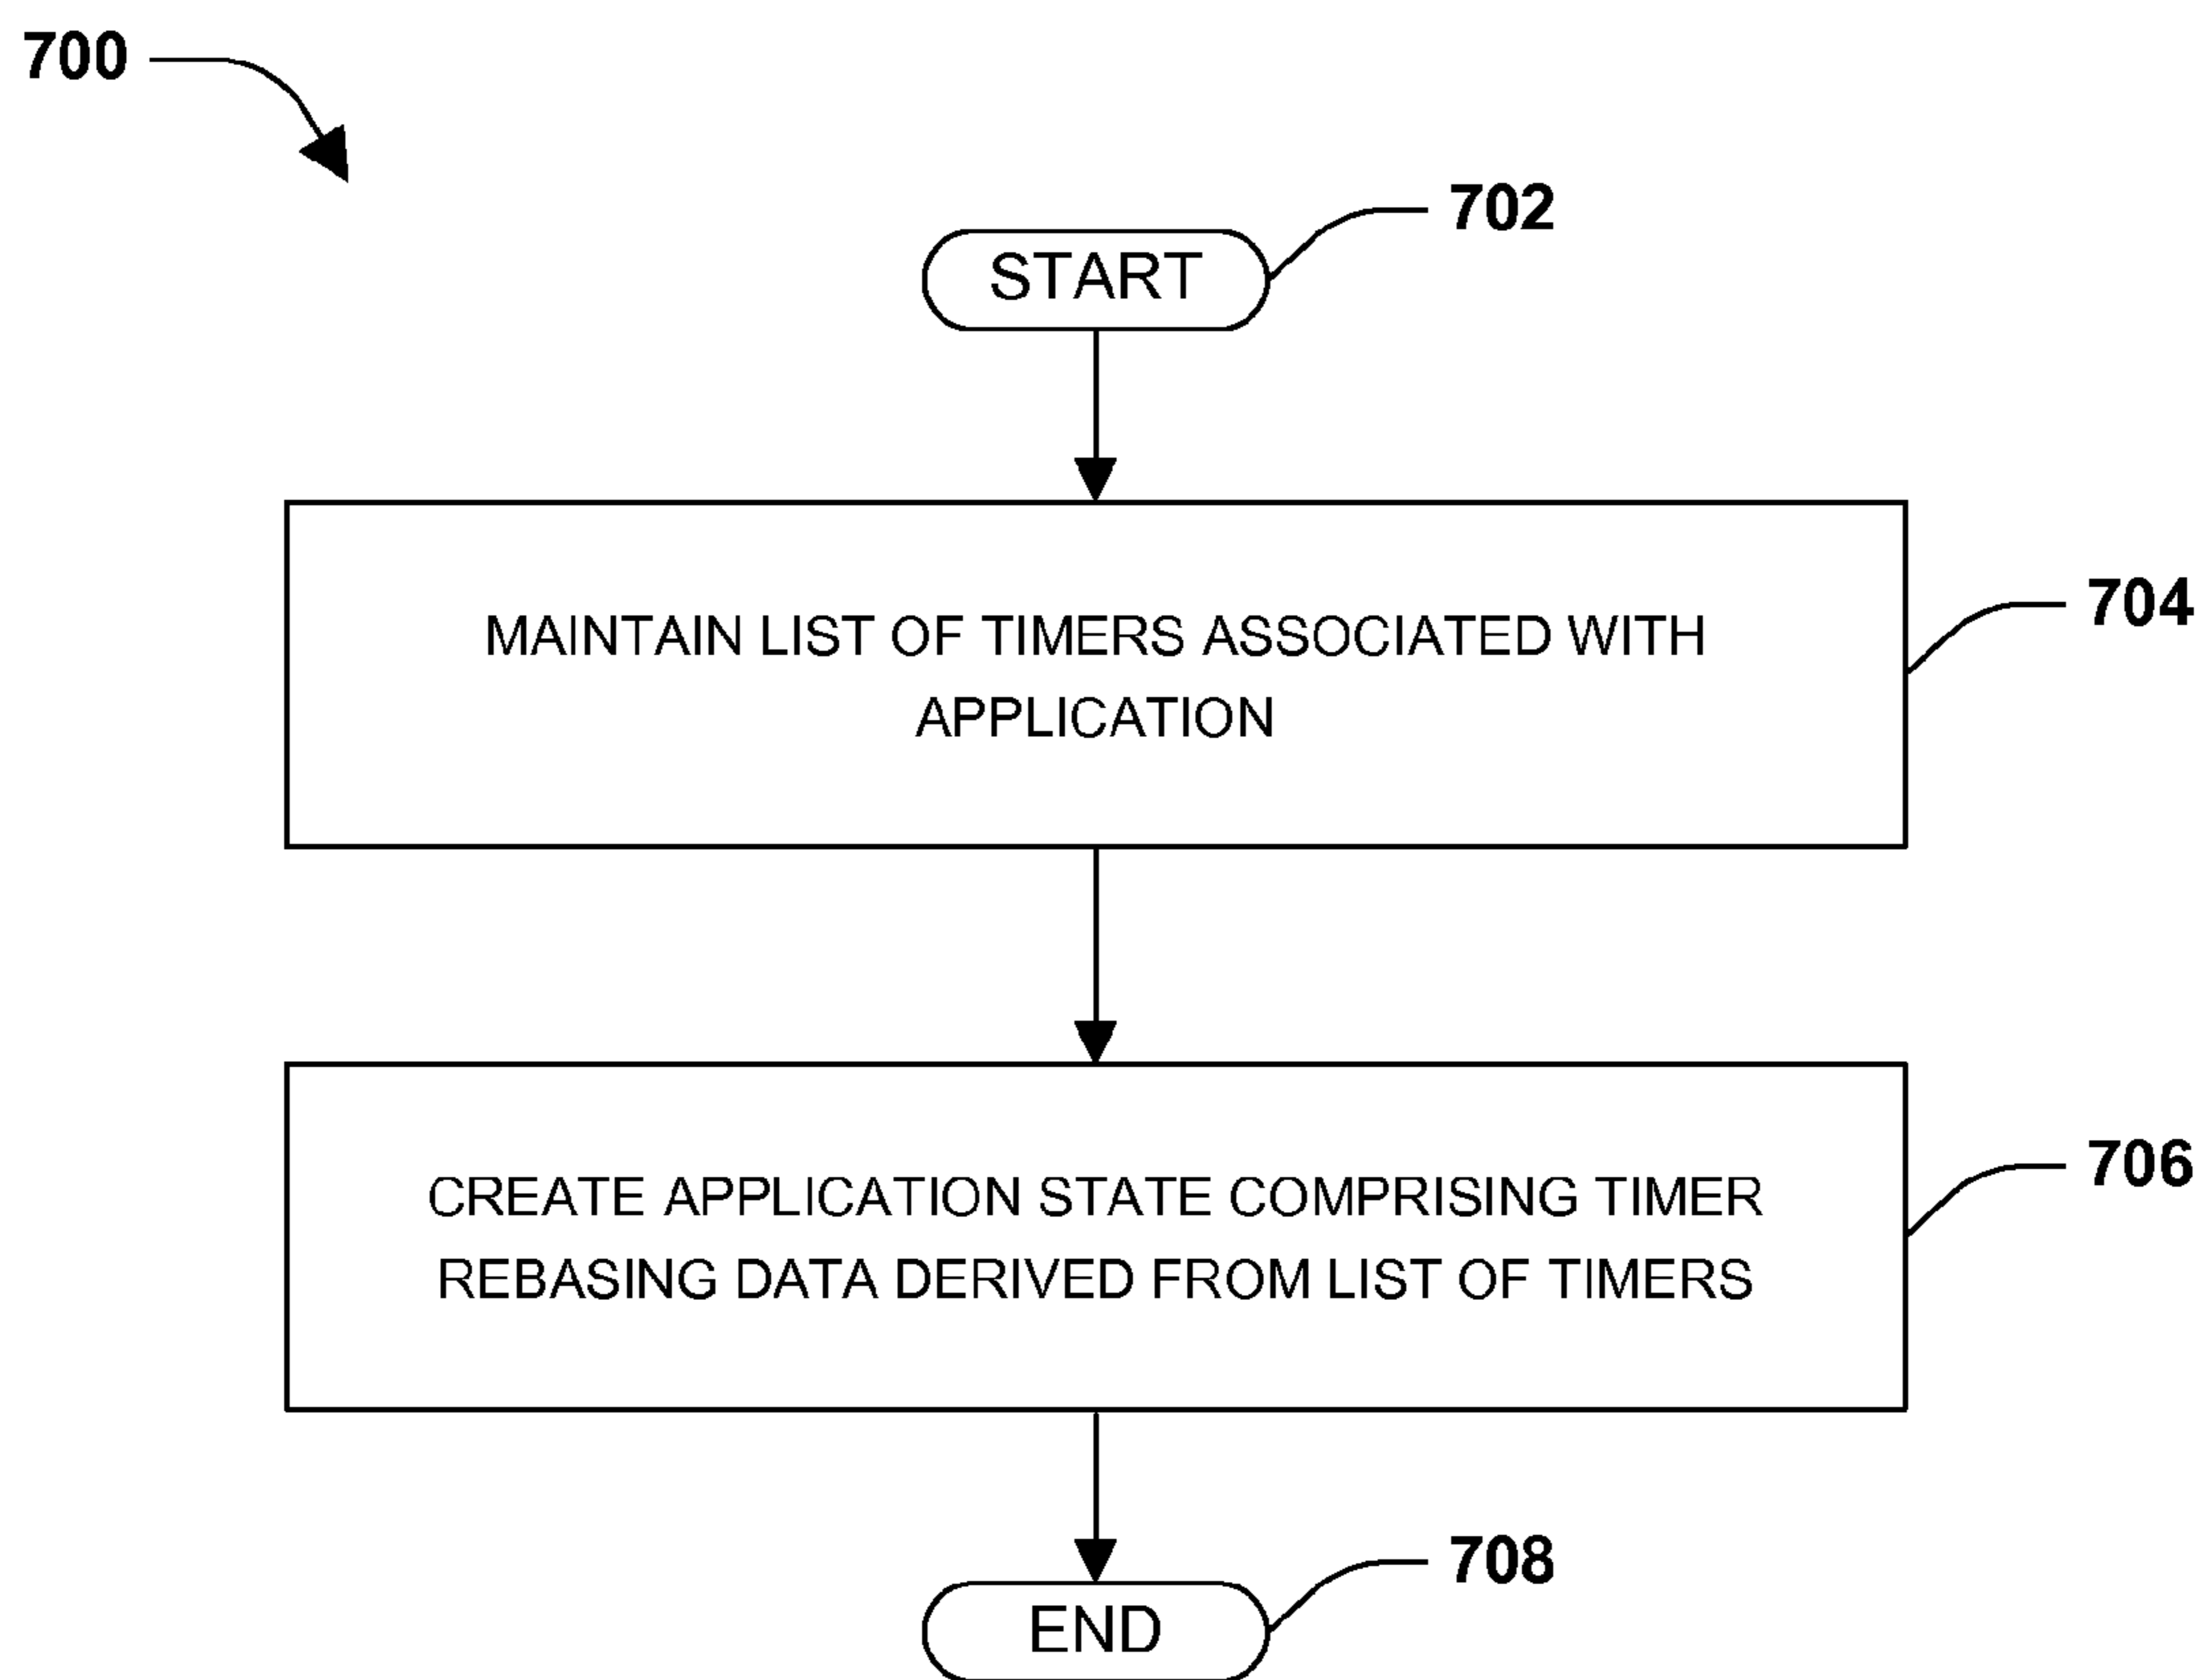 700
702
START
704
MAINTAIN LIST OF TIMERS ASSOCIATED WITH
APPLICATION
706
CREATE APPLICATION STATE COMPRISING TIMER
REBASING DATA DERIVED FROM LIST OF TIMERS
708
END